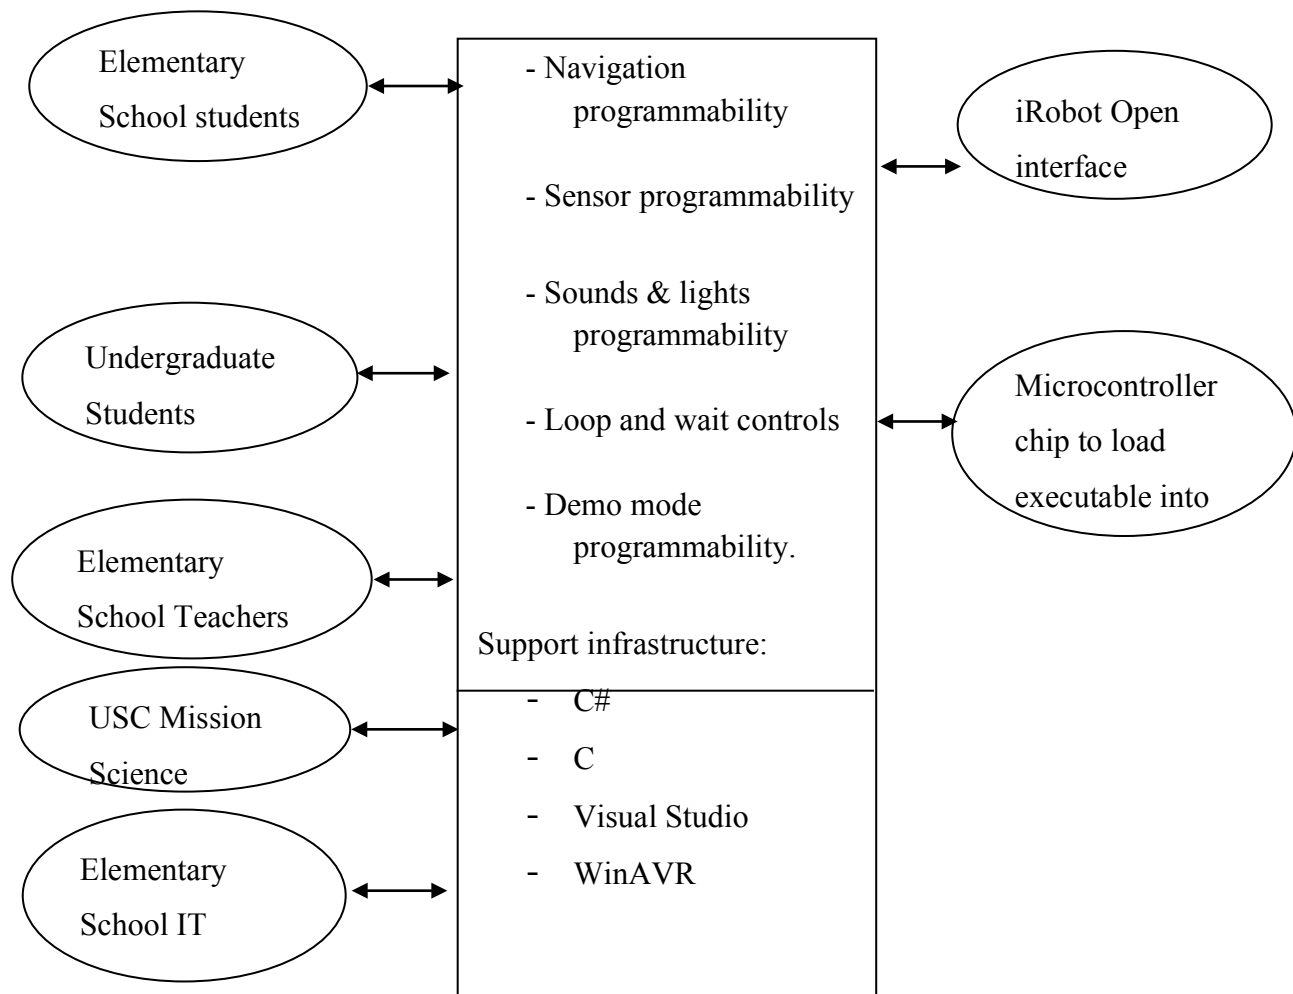 Elementary
School students
Undergraduate
Students
Elementary
School Teachers
USC Mission
Science
Elementary
School IT
- Navigation
programmability
- Sensor programmability
- Sounds & lights
programmability
- Loop and wait controls
- Demo mode
programmability.
Support infrastructure:
- C#
- C
- Visual Studio
- WinAVR
iRobot Open
interface
Microcontroller
chip to load
executable into